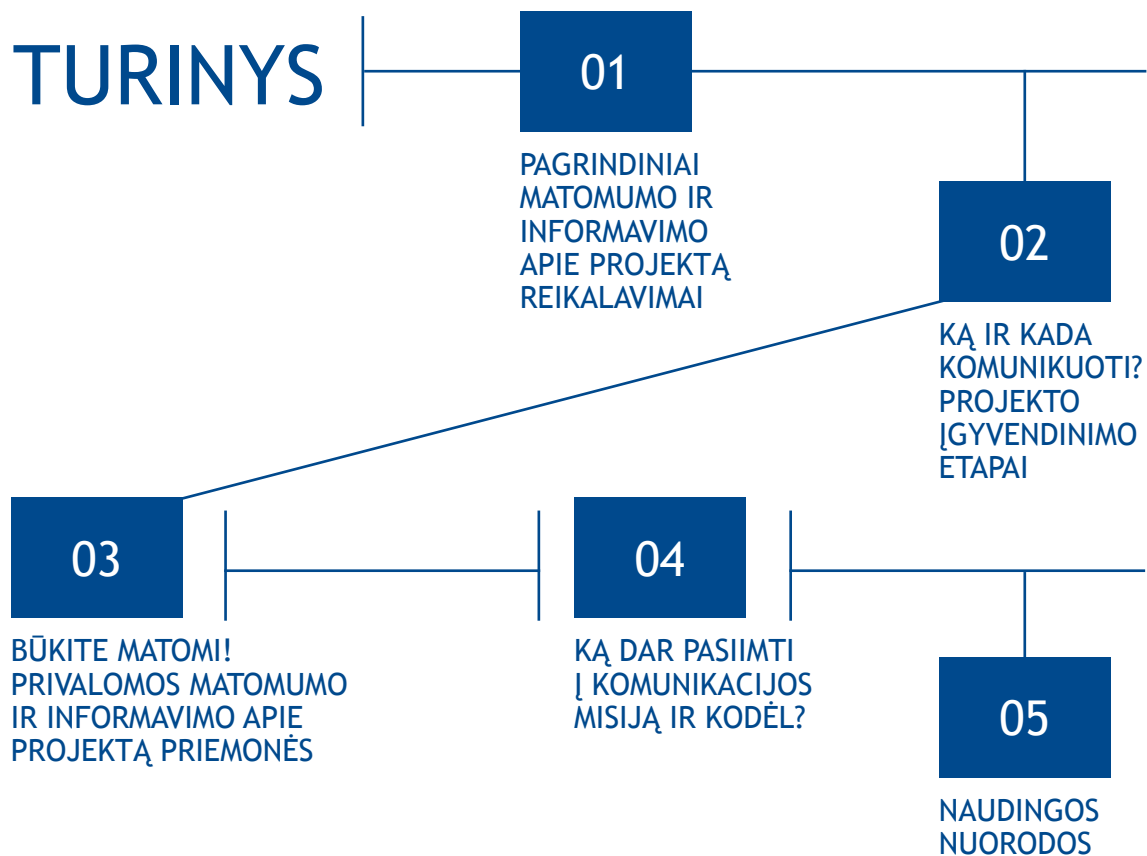 TURINYS
01
PAGRINDINIAI
MATOMUMO IR
INFORMAVIMO
APIE PROJEKTĄ
REIKALAVIMAI
02
KĄ IR KADA
KOMUNIKUOTI?
PROJEKTO
ĮGYVENDINIMO
ETAPAI
03
BŪKITE MATOMI!
PRIVALOMOS MATOMUMO
IR INFORMAVIMO APIE
PROJEKTĄ PRIEMONĖS
04
KĄ DAR PASIIMTI
Į KOMUNIKACIJOS
MISIJĄ IR KODĖL?
05
NAUDINGOS
NUORODOS